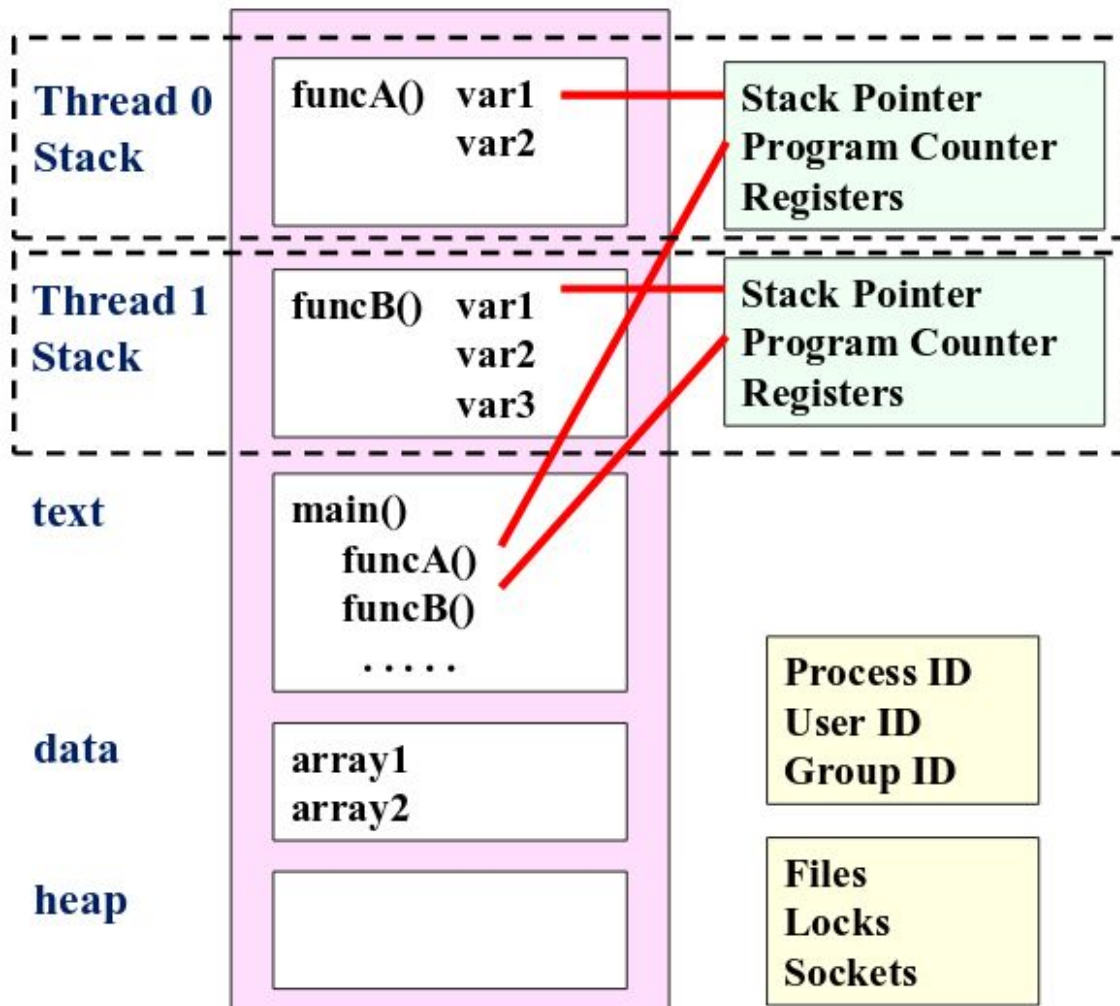 Thread 0
Stack
funcA() var1
var2
Stack Pointer
Program Counter
Registers
Thread 1
Stack
funcB() var1
var2
var3
Stack Pointer
Program Counter
Registers
text
main()
funcA()
funcB()
.....
data
array1
array2
heap
Process ID
User ID
Group ID
Files
Locks
Sockets